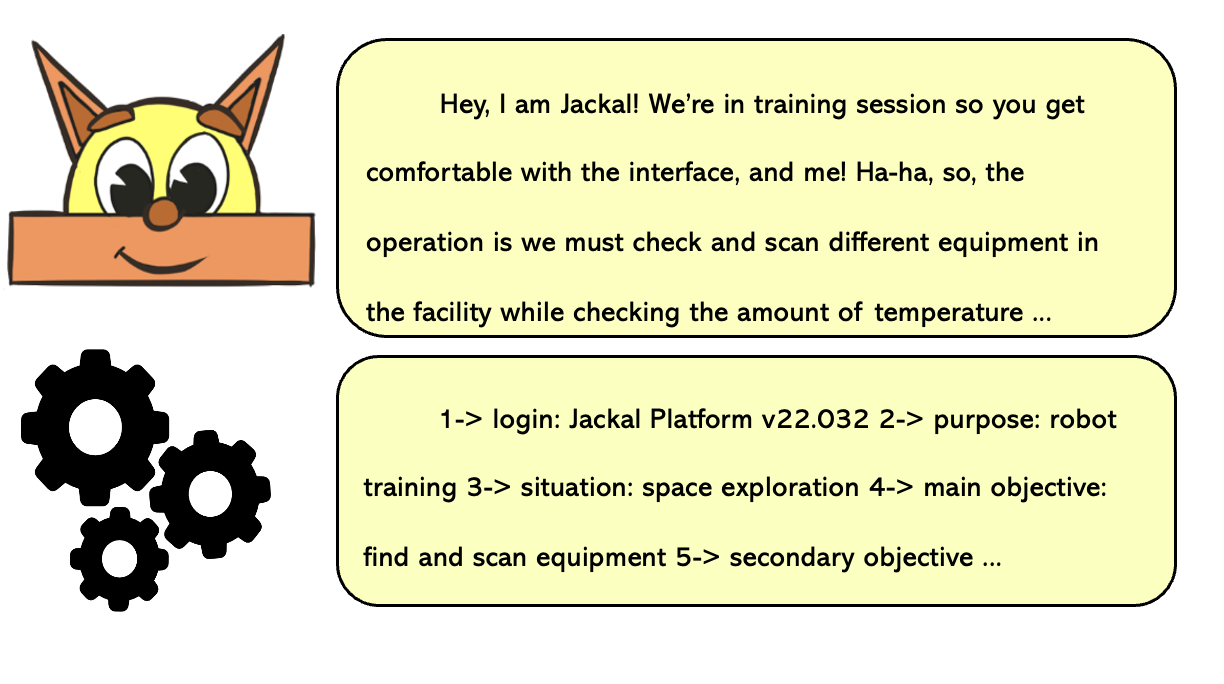 Hey, I am Jackal! We’re in training session so you get
comfortable with the interface, and me! Ha-ha, so, the
operation is we must check and scan different equipment in
the facility while checking the amount of temperature ...
1-> login: Jackal Platform v22.032 2-> purpose: robot
training 3-> situation: space exploration 4-> main objective:
find and scan equipment 5-> secondary objective ...